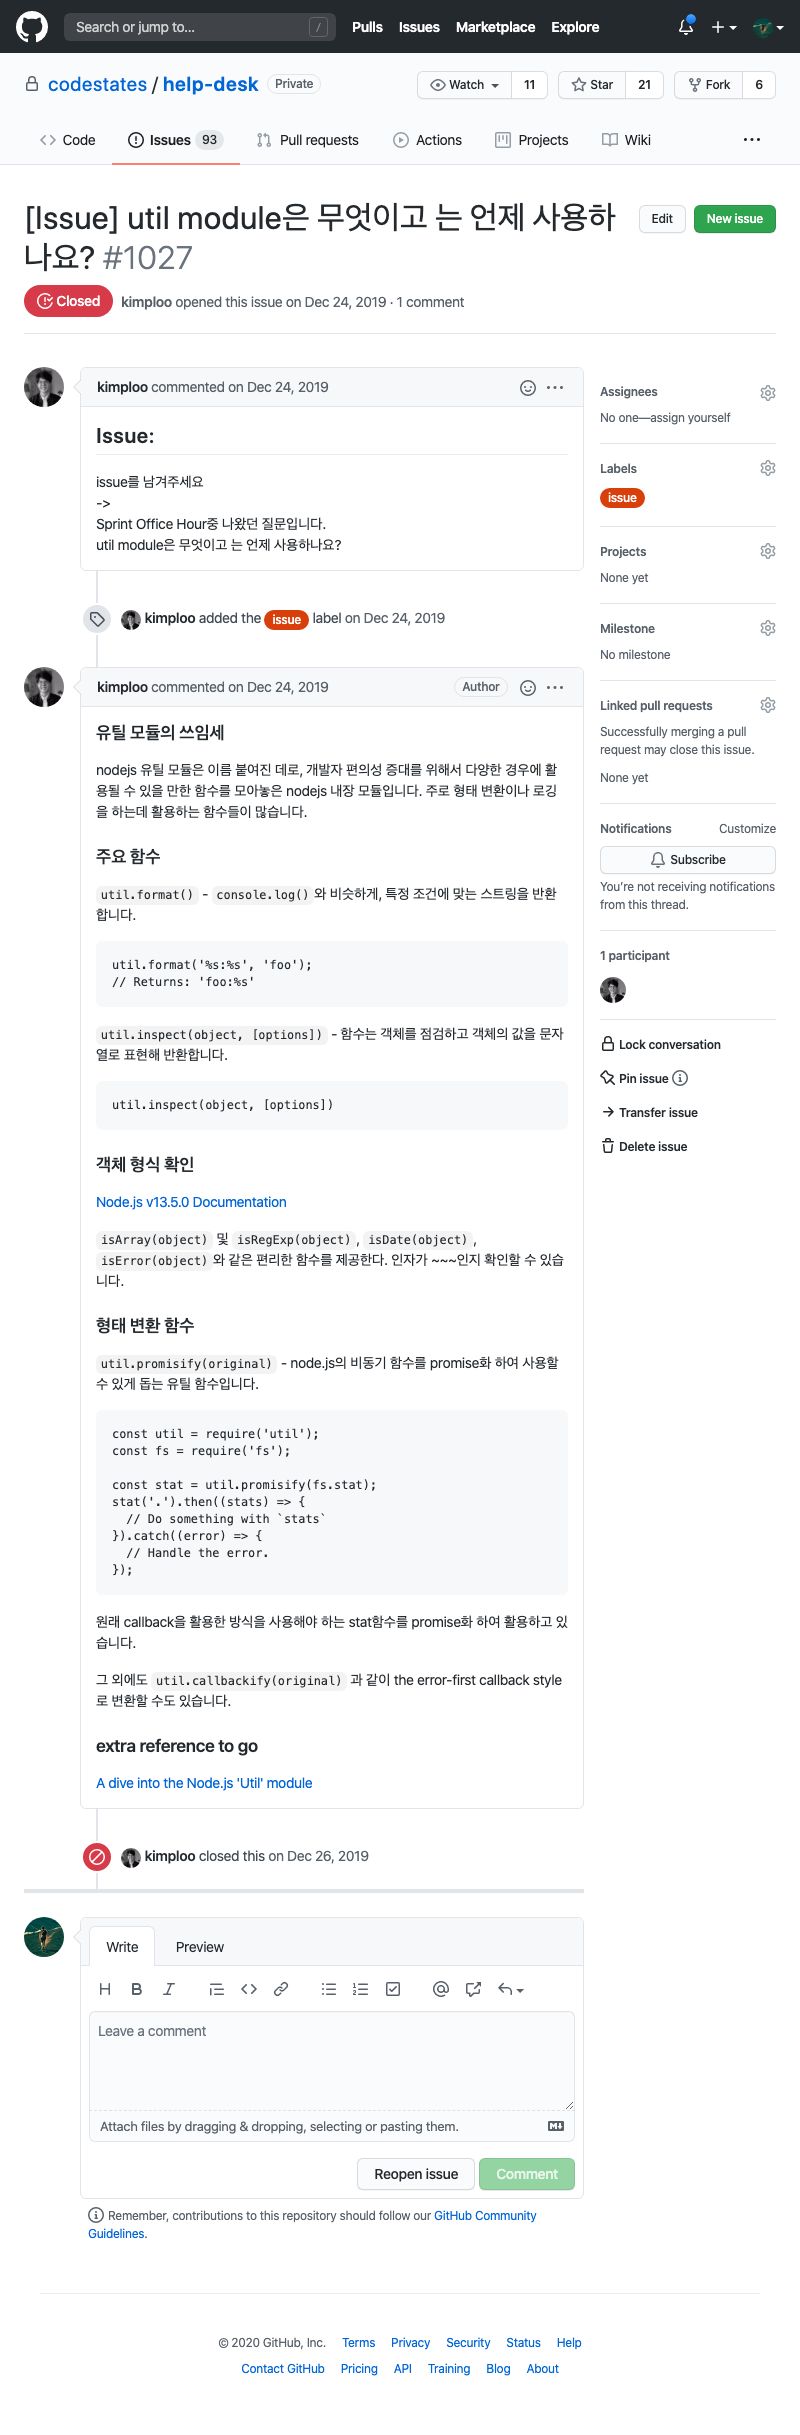 Search or jump to...
/
Pulls
Issues
Marketplace
Explore
codestates / help-desk
Private
Watch
11
Star
21
Fork
6
Code
Issues 93
Pull requests
Actions
Projects
Wiki
[Issue] util module은 무엇이고 는 언제 사용하
나요? #1027
Edit
New issue
Closed
kimploo opened this issue on Dec 24, 2019 · 1 comment
kimploo commented on Dec 24, 2019
Issue:
issue를 남겨주세요
->
Sprint Office Hour중 나왔던 질문입니다.
util module은 무엇이고 는 언제 사용하나요?
kimploo added the issue label on Dec 24, 2019
kimploo commented on Dec 24, 2019
Author
유틸 모듈의 쓰임세
nodejs 유틸 모듈은 이름 붙여진 데로, 개발자 편의성 증대를 위해서 다양한 경우에 활
용될 수 있을 만한 함수를 모아놓은 nodejs 내장 모듈입니다. 주로 형태 변환이나 로깅
을 하는데 활용하는 함수들이 많습니다.
주요 함수
util.format() - console.log()와 비슷하게, 특정 조건에 맞는 스트링을 반환
합니다.
util.format('%s:%s', 'foo');
// Returns: 'foo:%s'
util.inspect(object, [options]) - 함수는 객체를 점검하고 객체의 값을 문자
열로 표현해 반환합니다.
util.inspect(object, [options])
객체 형식 확인
Node.js v13.5.0 Documentation
isArray(object) 및 isRegExp(object), isDate(object),
isError(object)와 같은 편리한 함수를 제공한다. 인자가 ~~~인지 확인할 수 있습
니다.
형태 변환 함수
util.promisify(original) - node.js의 비동기 함수를 promise화 하여 사용할
수 있게 돕는 유틸 함수입니다.
const util = require('util');
const fs = require('fs');
const stat = util.promisify(fs.stat);
stat('.').then((stats) => {
// Do something with `stats`
}).catch((error) => {
// Handle the error.
});
원래 callback을 활용한 방식을 사용해야 하는 stat함수를 promise화 하여 활용하고 있
습니다.
그 외에도 util.callbackify(original) 과 같이 the error-first callback style
로 변환할 수도 있습니다.
extra reference to go
A dive into the Node.js 'Util' module
kimploo closed this on Dec 26, 2019
Write
Preview
Leave a comment
Attach files by dragging & dropping, selecting or pasting them.
Reopen issue
Comment
Remember, contributions to this repository should follow our GitHub Community
Guidelines.
Assignees
No one—assign yourself
Labels
issue
Projects
None yet
Milestone
No milestone
Linked pull requests
Successfully merging a pull
request may close this issue.
None yet
Notifications
Customize
Subscribe
You're not receiving notifications
from this thread.
1 participant
Lock conversation
Pin issue
Transfer issue
Delete issue
© 2020 GitHub, Inc.
Terms
Privacy
Security
Status
Help
Contact GitHub
Pricing
API
Training
Blog
About